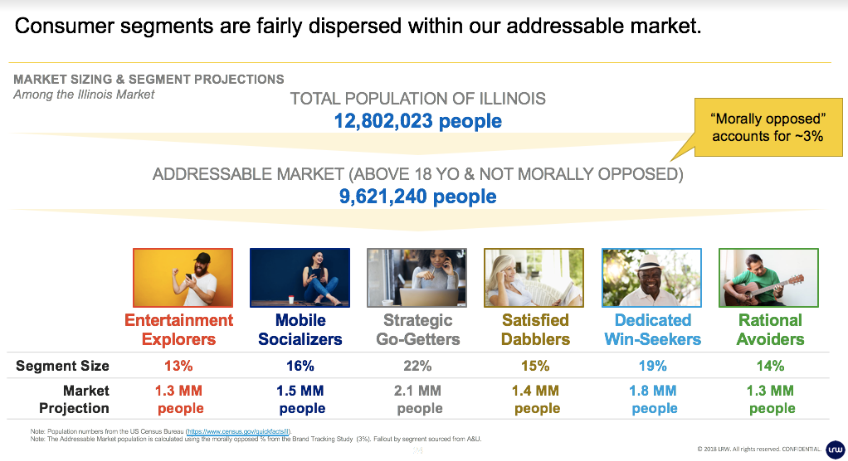 Consumer segments are fairly dispersed within our addressable market.
MARKET SIZING & SEGMENT PROJECTIONS
Among the Illinois Market
TOTAL POPULATION OF ILLINOIS
12,802,023 people
“Morally opposed”
accounts for ~3%
ADDRESSABLE MARKET (ABOVE 18 YO & NOT MORALLY OPPOSED)
9,621,240 people
Entertainment Explorers
Mobile Socializers
Strategic Go-Getters
Satisfied Dabblers
Dedicated Win-Seekers
Rational Avoiders
Segment Size 13% 16% 22% 15% 19% 14%
Market Projection 1.3 MM people 1.5 MM people 2.1 MM people 1.4 MM people 1.8 MM people 1.3 MM people
Note: Population numbers from the US Census Bureau (https://www.census.gov/quickfacts/il).
Note: The Addressable Market population is calculated using the morally opposed % from the Brand Tracking Study (3%). Fallout by segment sourced from A&U.
© 2018 LRW. All rights reserved. CONFIDENTIAL.
LRW